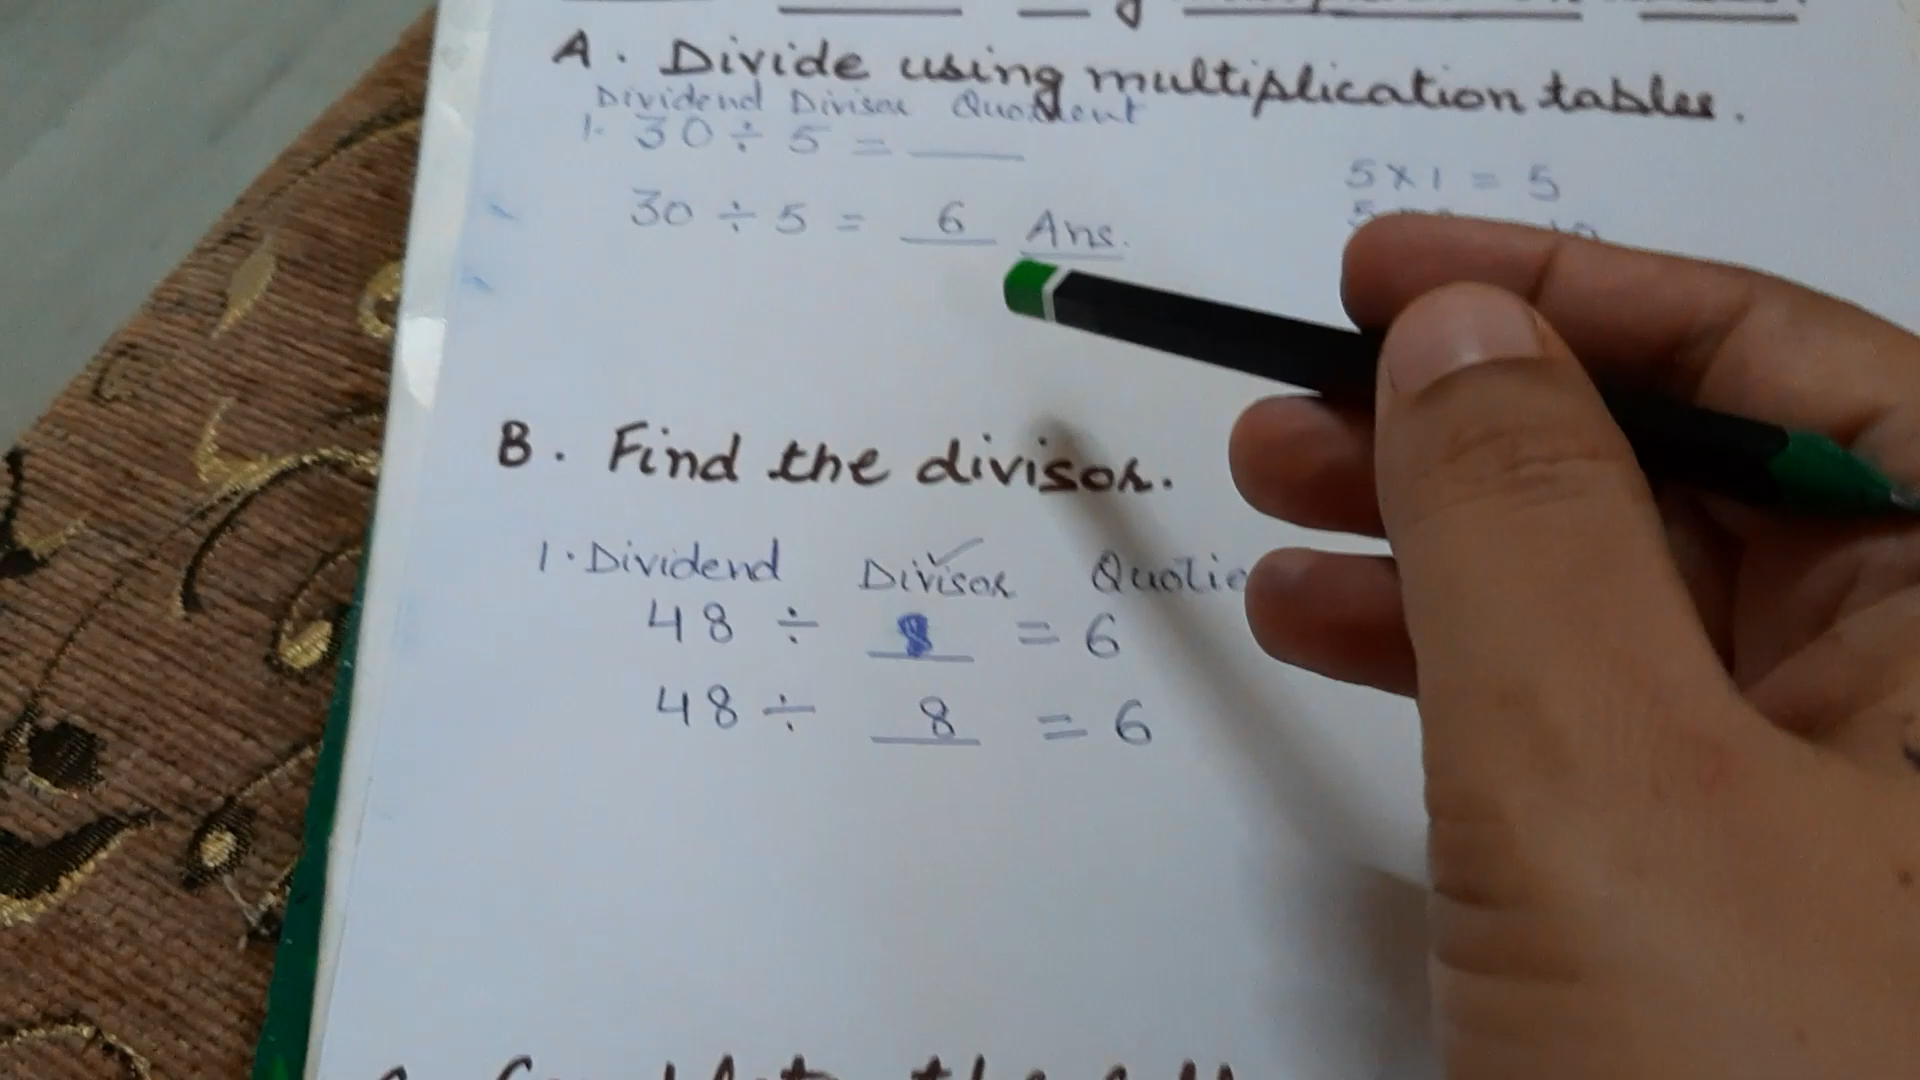 A. Divide using multiplication tables.
Dividend Divisor Quotient
1. 30 ÷ 5 = ____
30 ÷ 5 = 6 Ans.
5 x 1 = 5
B. Find the divisor.
1. Dividend Divisor ✓ Quotie
48 ÷ 8 = 6
48 ÷ 8 = 6